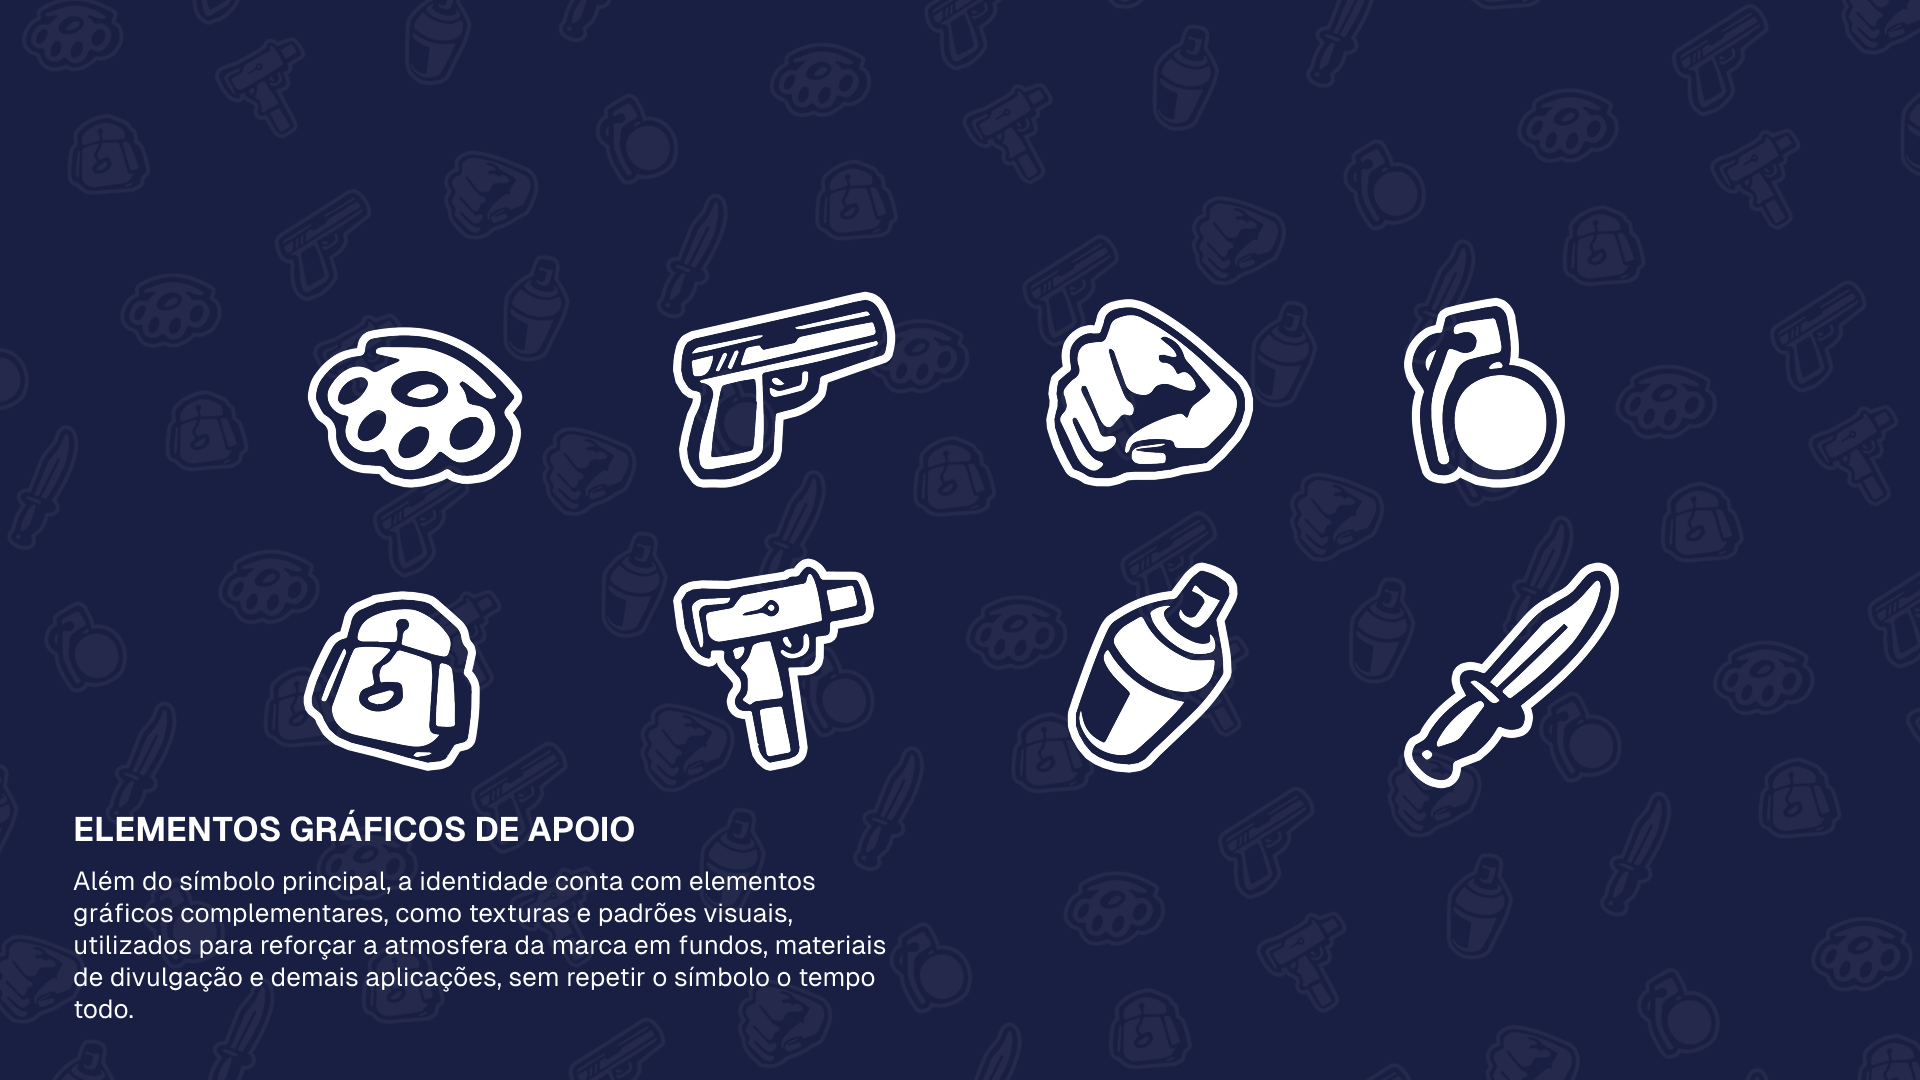 ELEMENTOS GRÁFICOS DE APOIO
Além do símbolo principal, a identidade conta com elementos
gráficos complementares, como texturas e padrões visuais,
utilizados para reforçar a atmosfera da marca em fundos, materiais
de divulgação e demais aplicações, sem repetir o símbolo o tempo
todo.